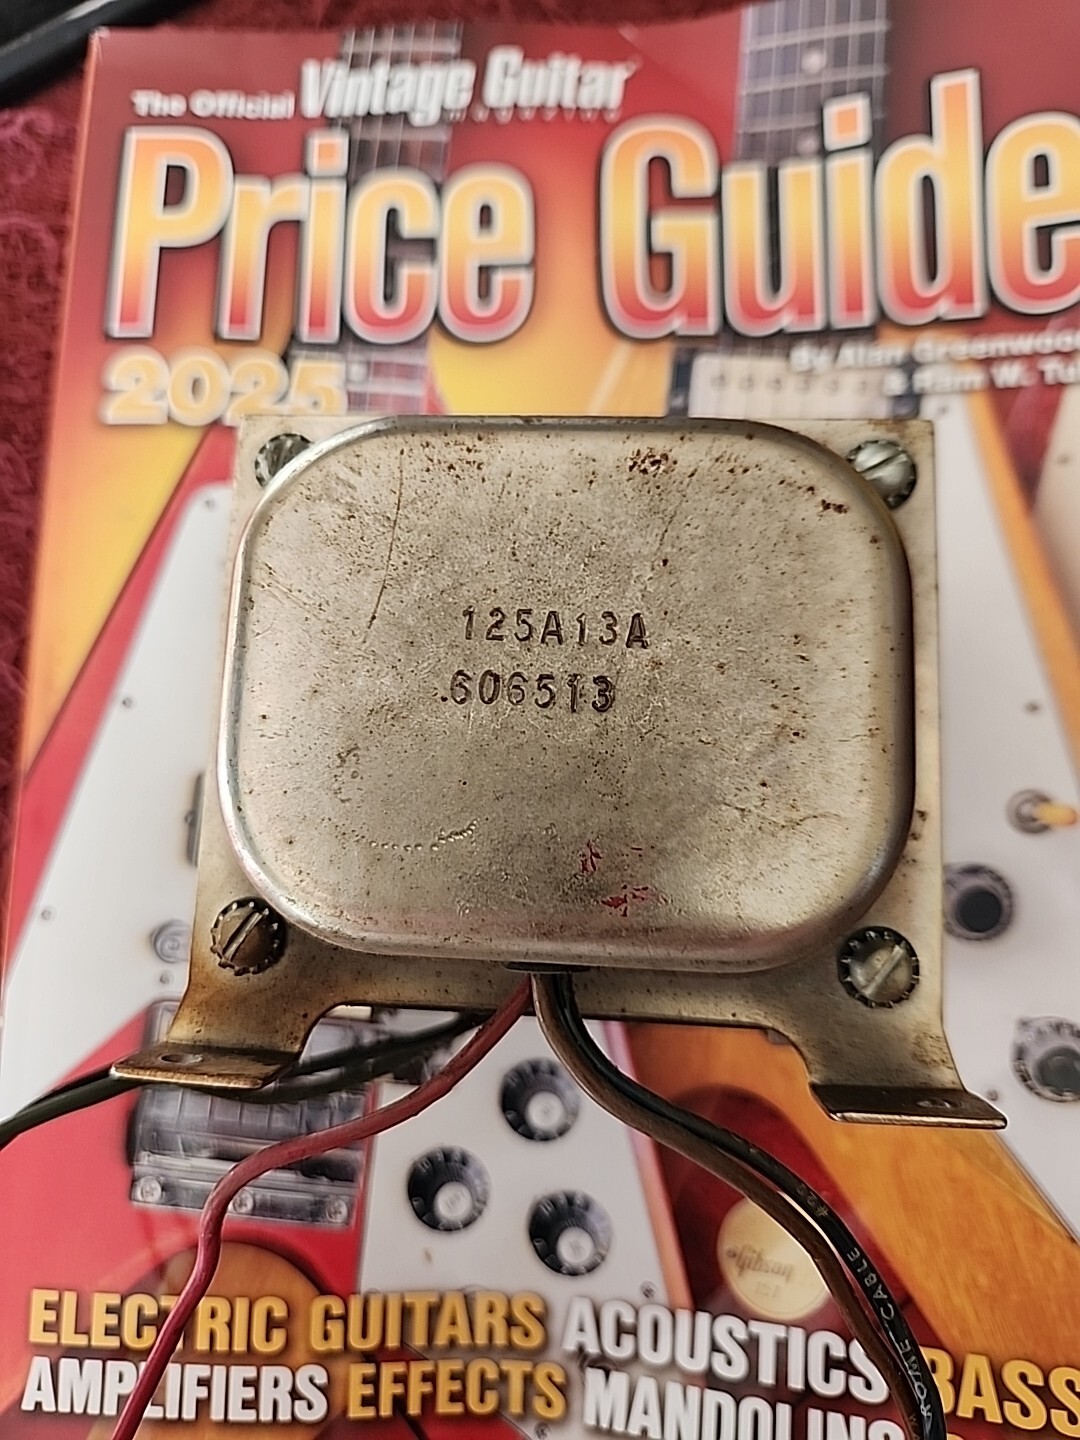 The Official Vintage Guitar
MAGAZINE
Price Guide
2025
By Alan Greenwood
125A13A
606513
ROME CABLE
ELECTRIC GUITARS ACOUSTICS BASS
AMPLIFIERS EFFECTS MANDOLINS